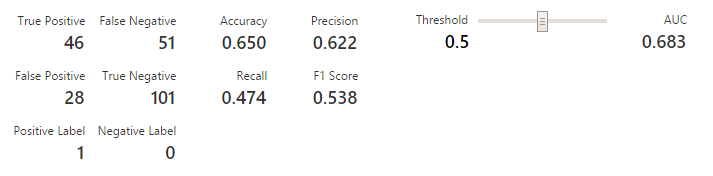 True Positive False Negative Accuracy Precision Threshold AUC
46 51 0.650 0.622 0.5 0.683
False Positive True Negative Recall F1 Score
28 101 0.474 0.538
Positive Label Negative Label
1 0